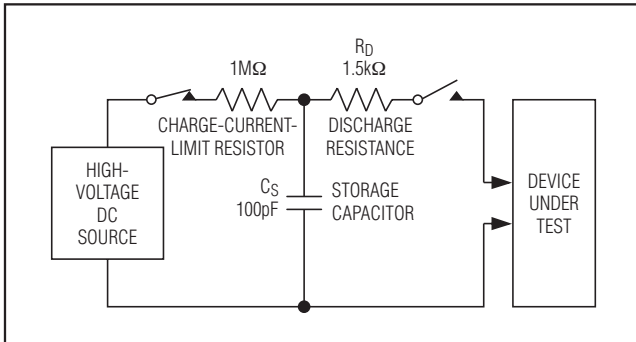 R_D
1MΩ
1.5kΩ
CHARGE-CURRENT-
LIMIT RESISTOR
DISCHARGE
RESISTANCE
HIGH-
VOLTAGE
DC
SOURCE
C_S
100pF
STORAGE
CAPACITOR
DEVICE
UNDER
TEST